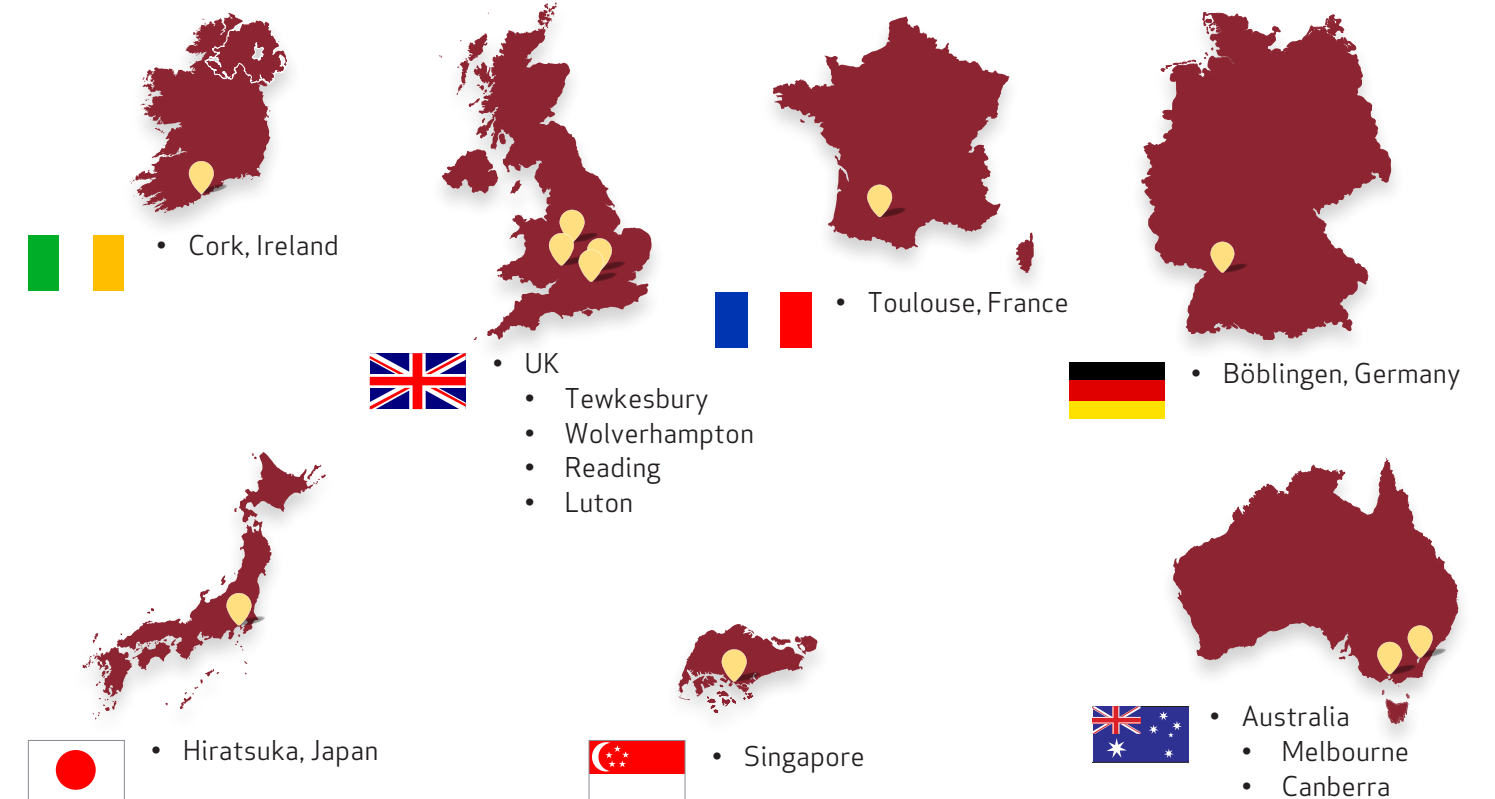 • Cork, Ireland
• Toulouse, France
• UK
• Tewkesbury
• Wolverhampton
• Reading
• Luton
• Böblingen, Germany
• Hiratsuka, Japan
• Singapore
• Australia
• Melbourne
• Canberra